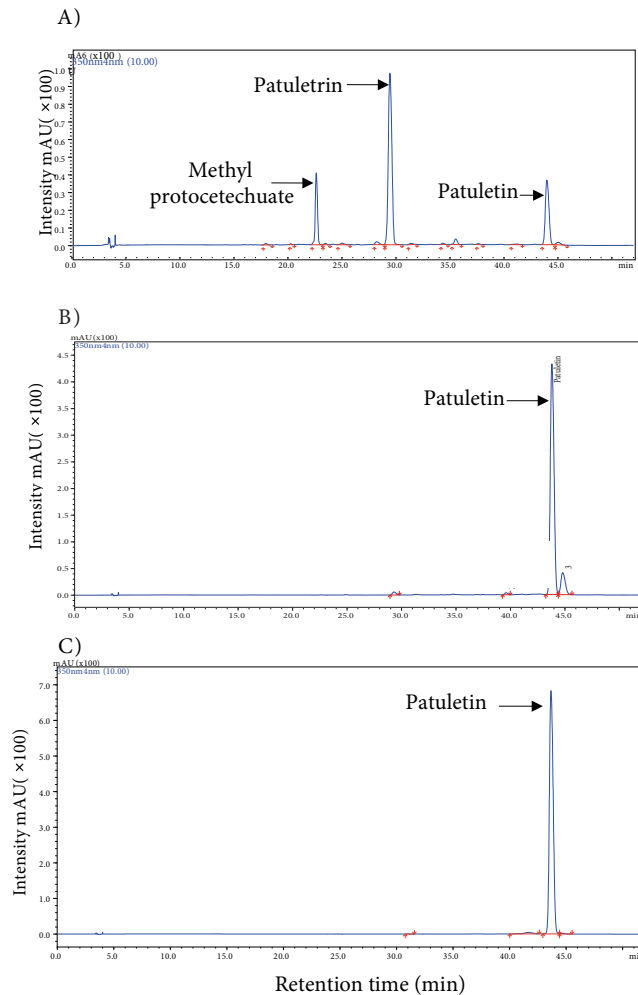 A)
mAU (x100)
350nm4nm (10.00)
Intensity mAU( ×100)
1.0
0.9
0.8
0.7
0.6
0.5
0.4
0.3
0.2
0.1
0.0
Patuletrin
Methyl
protocetechuate
Patuletin
0.0 5.0 10.0 15.0 20.0 25.0 30.0 35.0 40.0 45.0 min
B)
mAU(x100)
350nm4nm (10.00)
Intensity mAU( ×100)
4.5
4.0
3.5
3.0
2.5
2.0
1.5
1.0
0.5
0.0
Patuletin
Patuletin
3
0.0 5.0 10.0 15.0 20.0 25.0 30.0 35.0 40.0 45.0 min
C)
mAU (x100)
350nm4nm (10.00)
Intensity mAU( ×100)
7.0
6.0
5.0
4.0
3.0
2.0
1.0
0.0
Patuletin
0.0 5.0 10.0 15.0 20.0 25.0 30.0 35.0 40.0 45.0 min
Retention time (min)